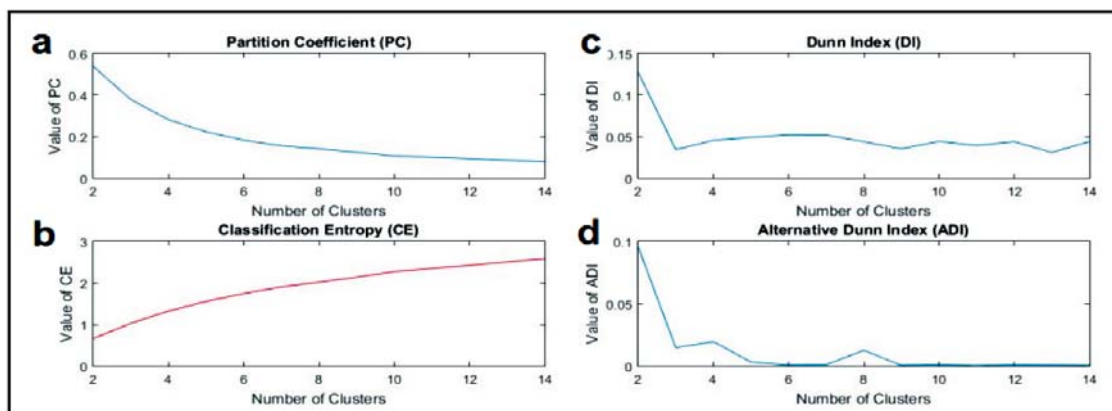 a
Partition Coefficient (PC)
0.6
0.4
0.2
0
Value of PC
2 4 6 8 10 12 14
Number of Clusters
b
Classification Entropy (CE)
3
2
1
0
Value of CE
2 4 6 8 10 12 14
Number of Clusters
c
Dunn Index (DI)
0.15
0.1
0.05
0
Value of DI
2 4 6 8 10 12 14
Number of Clusters
d
Alternative Dunn Index (ADI)
0.1
0.05
0
Value of ADI
2 4 6 8 10 12 14
Number of Clusters